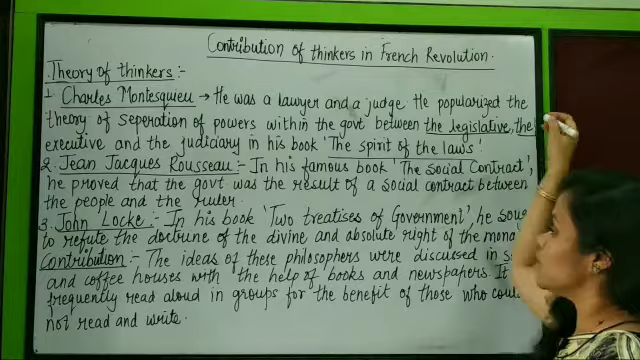 Contribution of thinkers in French Revolution.
Theory of thinkers :-
1 Charles Montesquieu → He was a lawyer and a judge. He popularized the
theory of seperation of powers within the govt between the legislative, the
executive and the judiciary in his book 'The spirit of the laws'.
2. Jean Jacques Rousseau :- In his famous book 'The Social Contract',
he proved that the govt was the result of a social contract between
the people and the ruler.
3. John Locke :- In his book 'Two treatises of Government', he
to refute the doctrune of the divine and absolute right of the
Contribution :- The ideas of these philosophers were discussed in
and coffee houses with the help of books and newspapers. It
frequently read aloud in groups for the benefit of those who
not read and write.